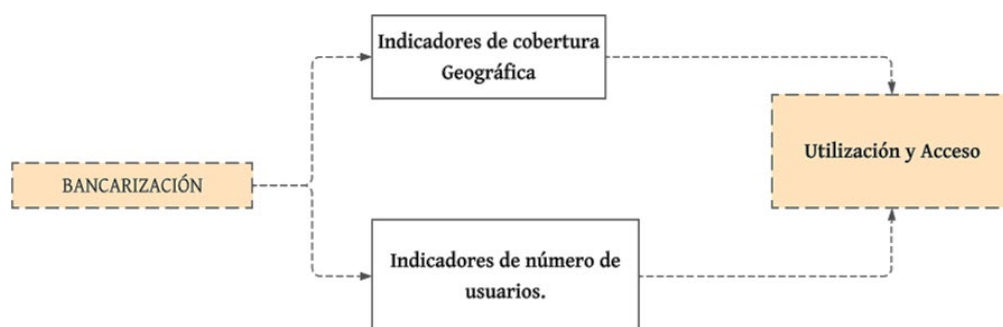 Indicadores de cobertura
Geográfica
Utilización y Acceso
BANCARIZACIÓN
Indicadores de número de
usuarios.